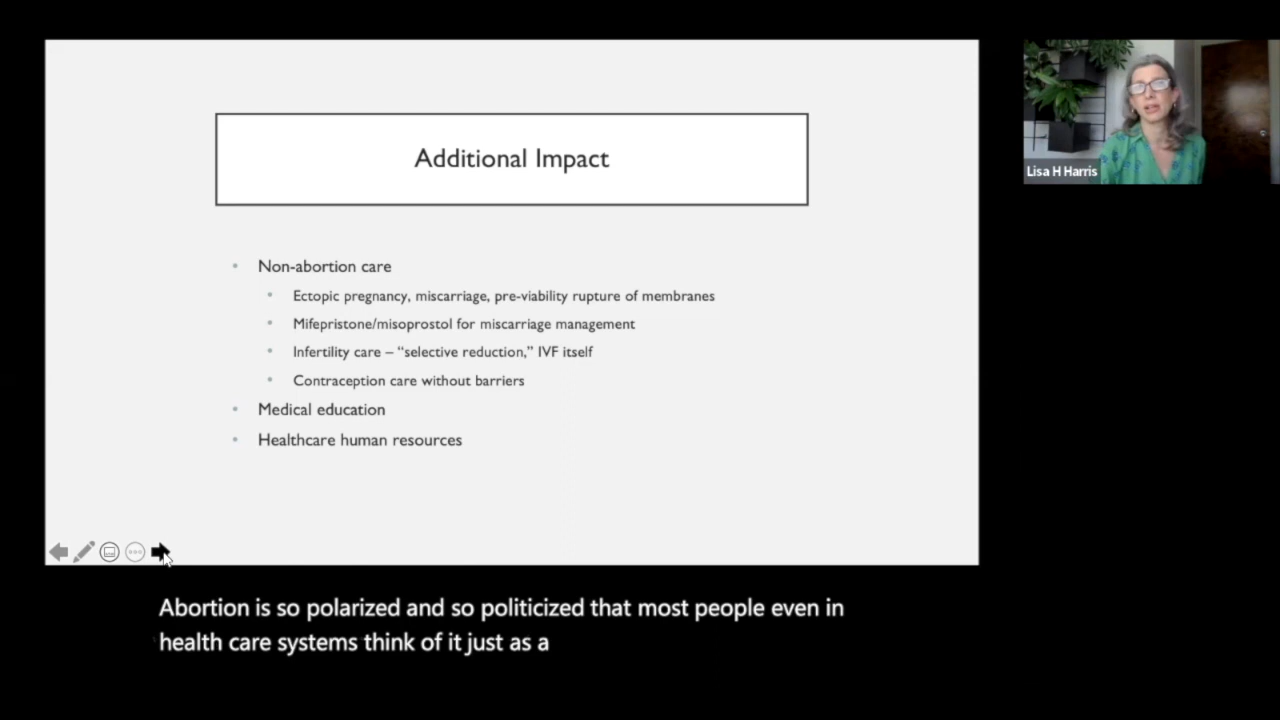 Additional Impact
Lisa H Harris
• Non-abortion care
• Ectopic pregnancy, miscarriage, pre-viability rupture of membranes
• Mifepristone/misoprostol for miscarriage management
• Infertility care – “selective reduction,” IVF itself
• Contraception care without barriers
• Medical education
• Healthcare human resources
Abortion is so polarized and so politicized that most people even in
health care systems think of it just as a